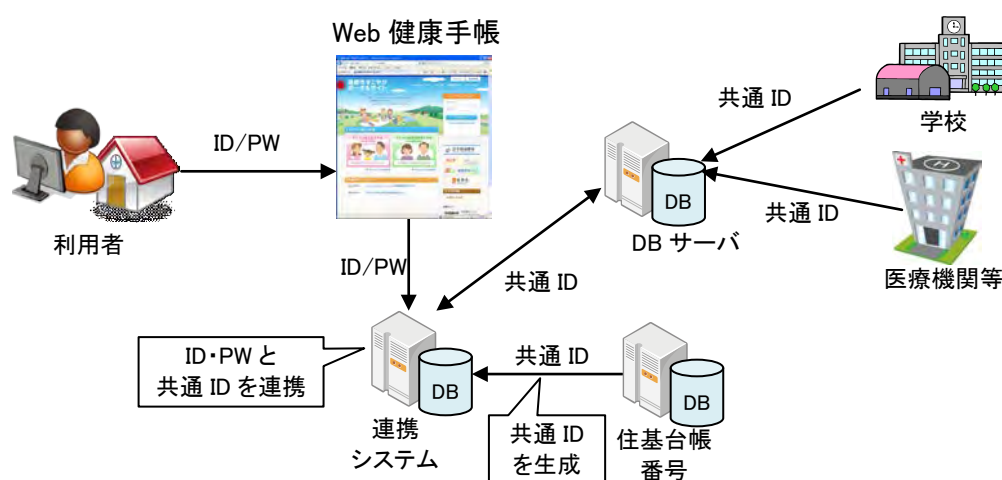 Web 健康手帳
学校
共通 ID
ID/PW
DB
共通 ID
利用者
DB サーバ
医療機関等
ID/PW
共通 ID
ID・PW と
共通 ID を連携
DB
共通 ID
DB
連携
システム
共通 ID
を生成
住基台帳
番号